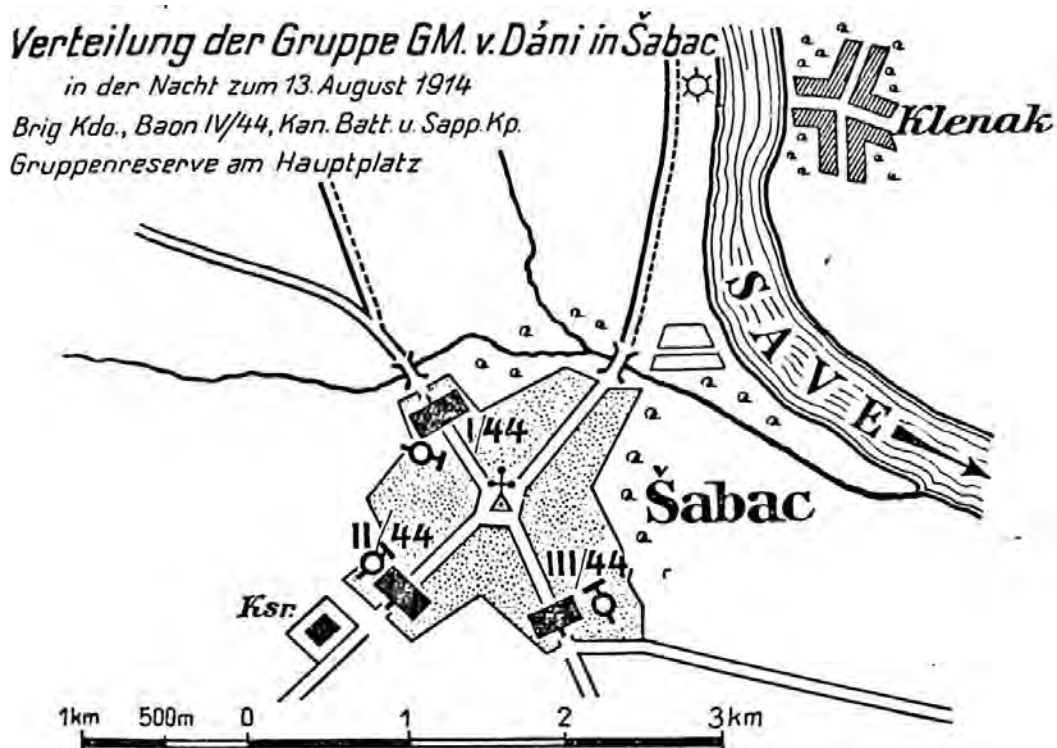 Verteilung der Gruppe GM. v. Dáni in Šabac
in der Nacht zum 13. August 1914
Brig Kdo., Baon IV/44, Kan. Batt. u. Sapp. Kp.
Gruppenreserve am Hauptplatz
Klenak
SAVE
I/44
Šabac
II/44
III/44
Ksr.
1km 500m 0 1 2 3km